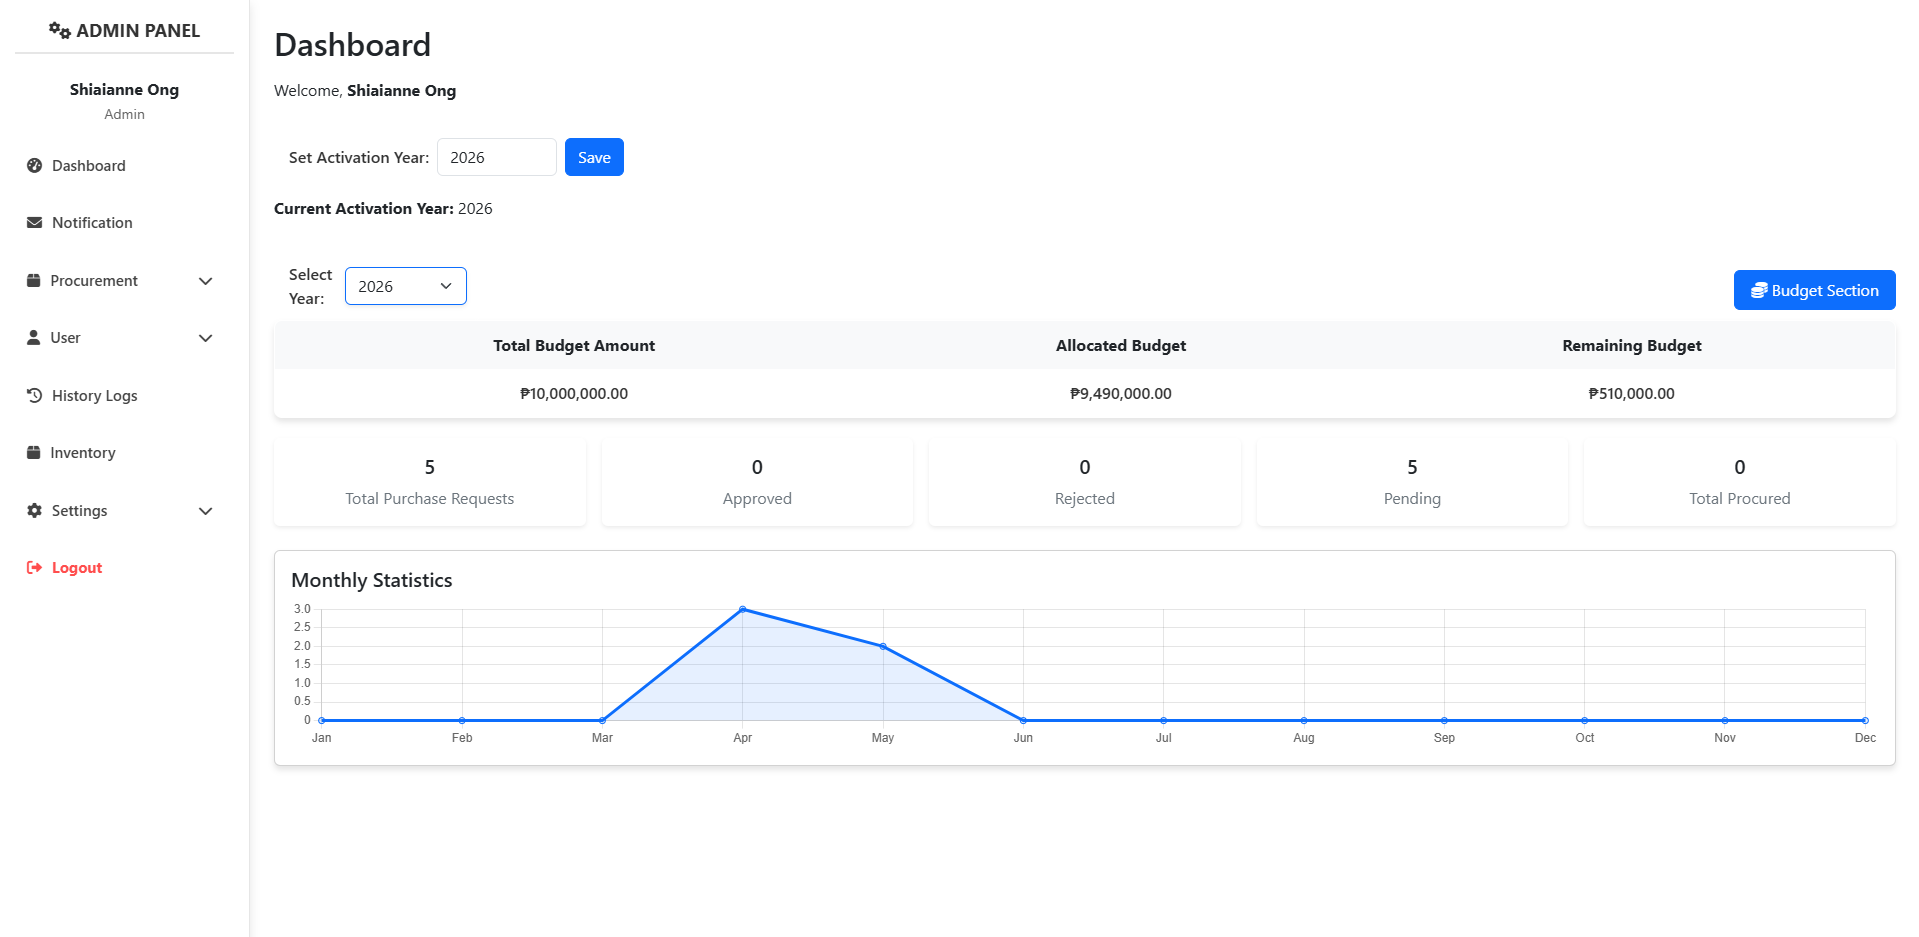 ADMIN PANEL
Shiaianne Ong
Admin
Dashboard
Notification
Procurement
User
History Logs
Inventory
Settings
Logout
Dashboard
Welcome, Shiaianne Ong
Set Activation Year: 2026 Save
Current Activation Year: 2026
Select
Year: 2026
Budget Section
Total Budget Amount Allocated Budget Remaining Budget
₱10,000,000.00 ₱9,490,000.00 ₱510,000.00
5 0 0 5 0
Total Purchase Requests Approved Rejected Pending Total Procured
Monthly Statistics
3.0
2.5
2.0
1.5
1.0
0.5
0
Jan Feb Mar Apr May Jun Jul Aug Sep Oct Nov Dec